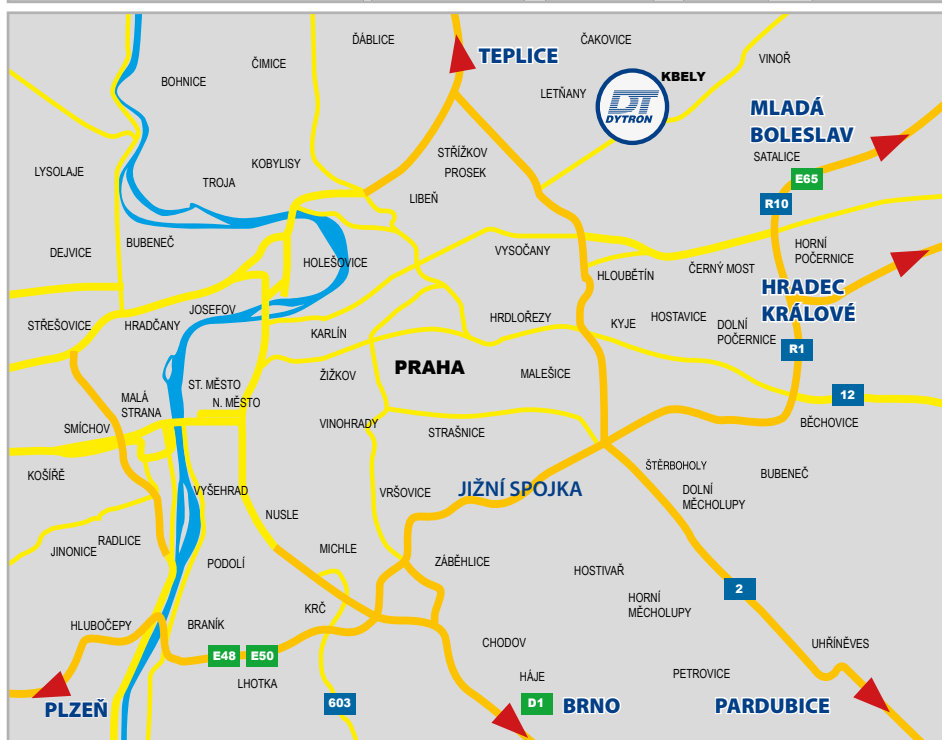 ĎÁBLICE
ČAKOVICE
TEPLICE
VINOŘ
ČIMICE
BOHNICE
KBELY
LETŇANY
DT
DYTRON
MLADÁ
BOLESLAV
STŘÍŽKOV
PROSEK
SATALICE
KOBYLISY
LYSOLAJE
TROJA
E65
LIBEŇ
R10
BUBENEČ
DEJVICE
VYSOČANY
HORNÍ
POČERNICE
HOLEŠOVICE
ČERNÝ MOST
HLOUBĚTÍN
HRADEC
KRÁLOVÉ
JOSEFOV
STŘEŠOVICE
HRADČANY
KARLÍN
HRDLOŘEZY
KYJE
HOSTAVICE
DOLNÍ
POČERNICE
R1
PRAHA
ŽIŽKOV
MALEŠICE
ST. MĚSTO
N. MĚSTO
MALÁ
STRANA
12
SMÍCHOV
VINOHRADY
STRAŠNICE
BĚCHOVICE
KOŠÍŘĚ
ŠTĚRBOHOLY
BUBENEČ
VYŠEHRAD
VRŠOVICE
JIŽNÍ SPOJKA
DOLNÍ
MĚCHOLUPY
NUSLE
RADLICE
JINONICE
MICHLE
PODOLÍ
ZÁBĚHLICE
HOSTIVAŘ
2
HORNÍ
MĚCHOLUPY
KRČ
HLUBOČEPY
BRANÍK
CHODOV
UHŘÍNĚVES
E48
E50
LHOTKA
HÁJE
PETROVICE
PLZEŇ
603
D1
BRNO
PARDUBICE